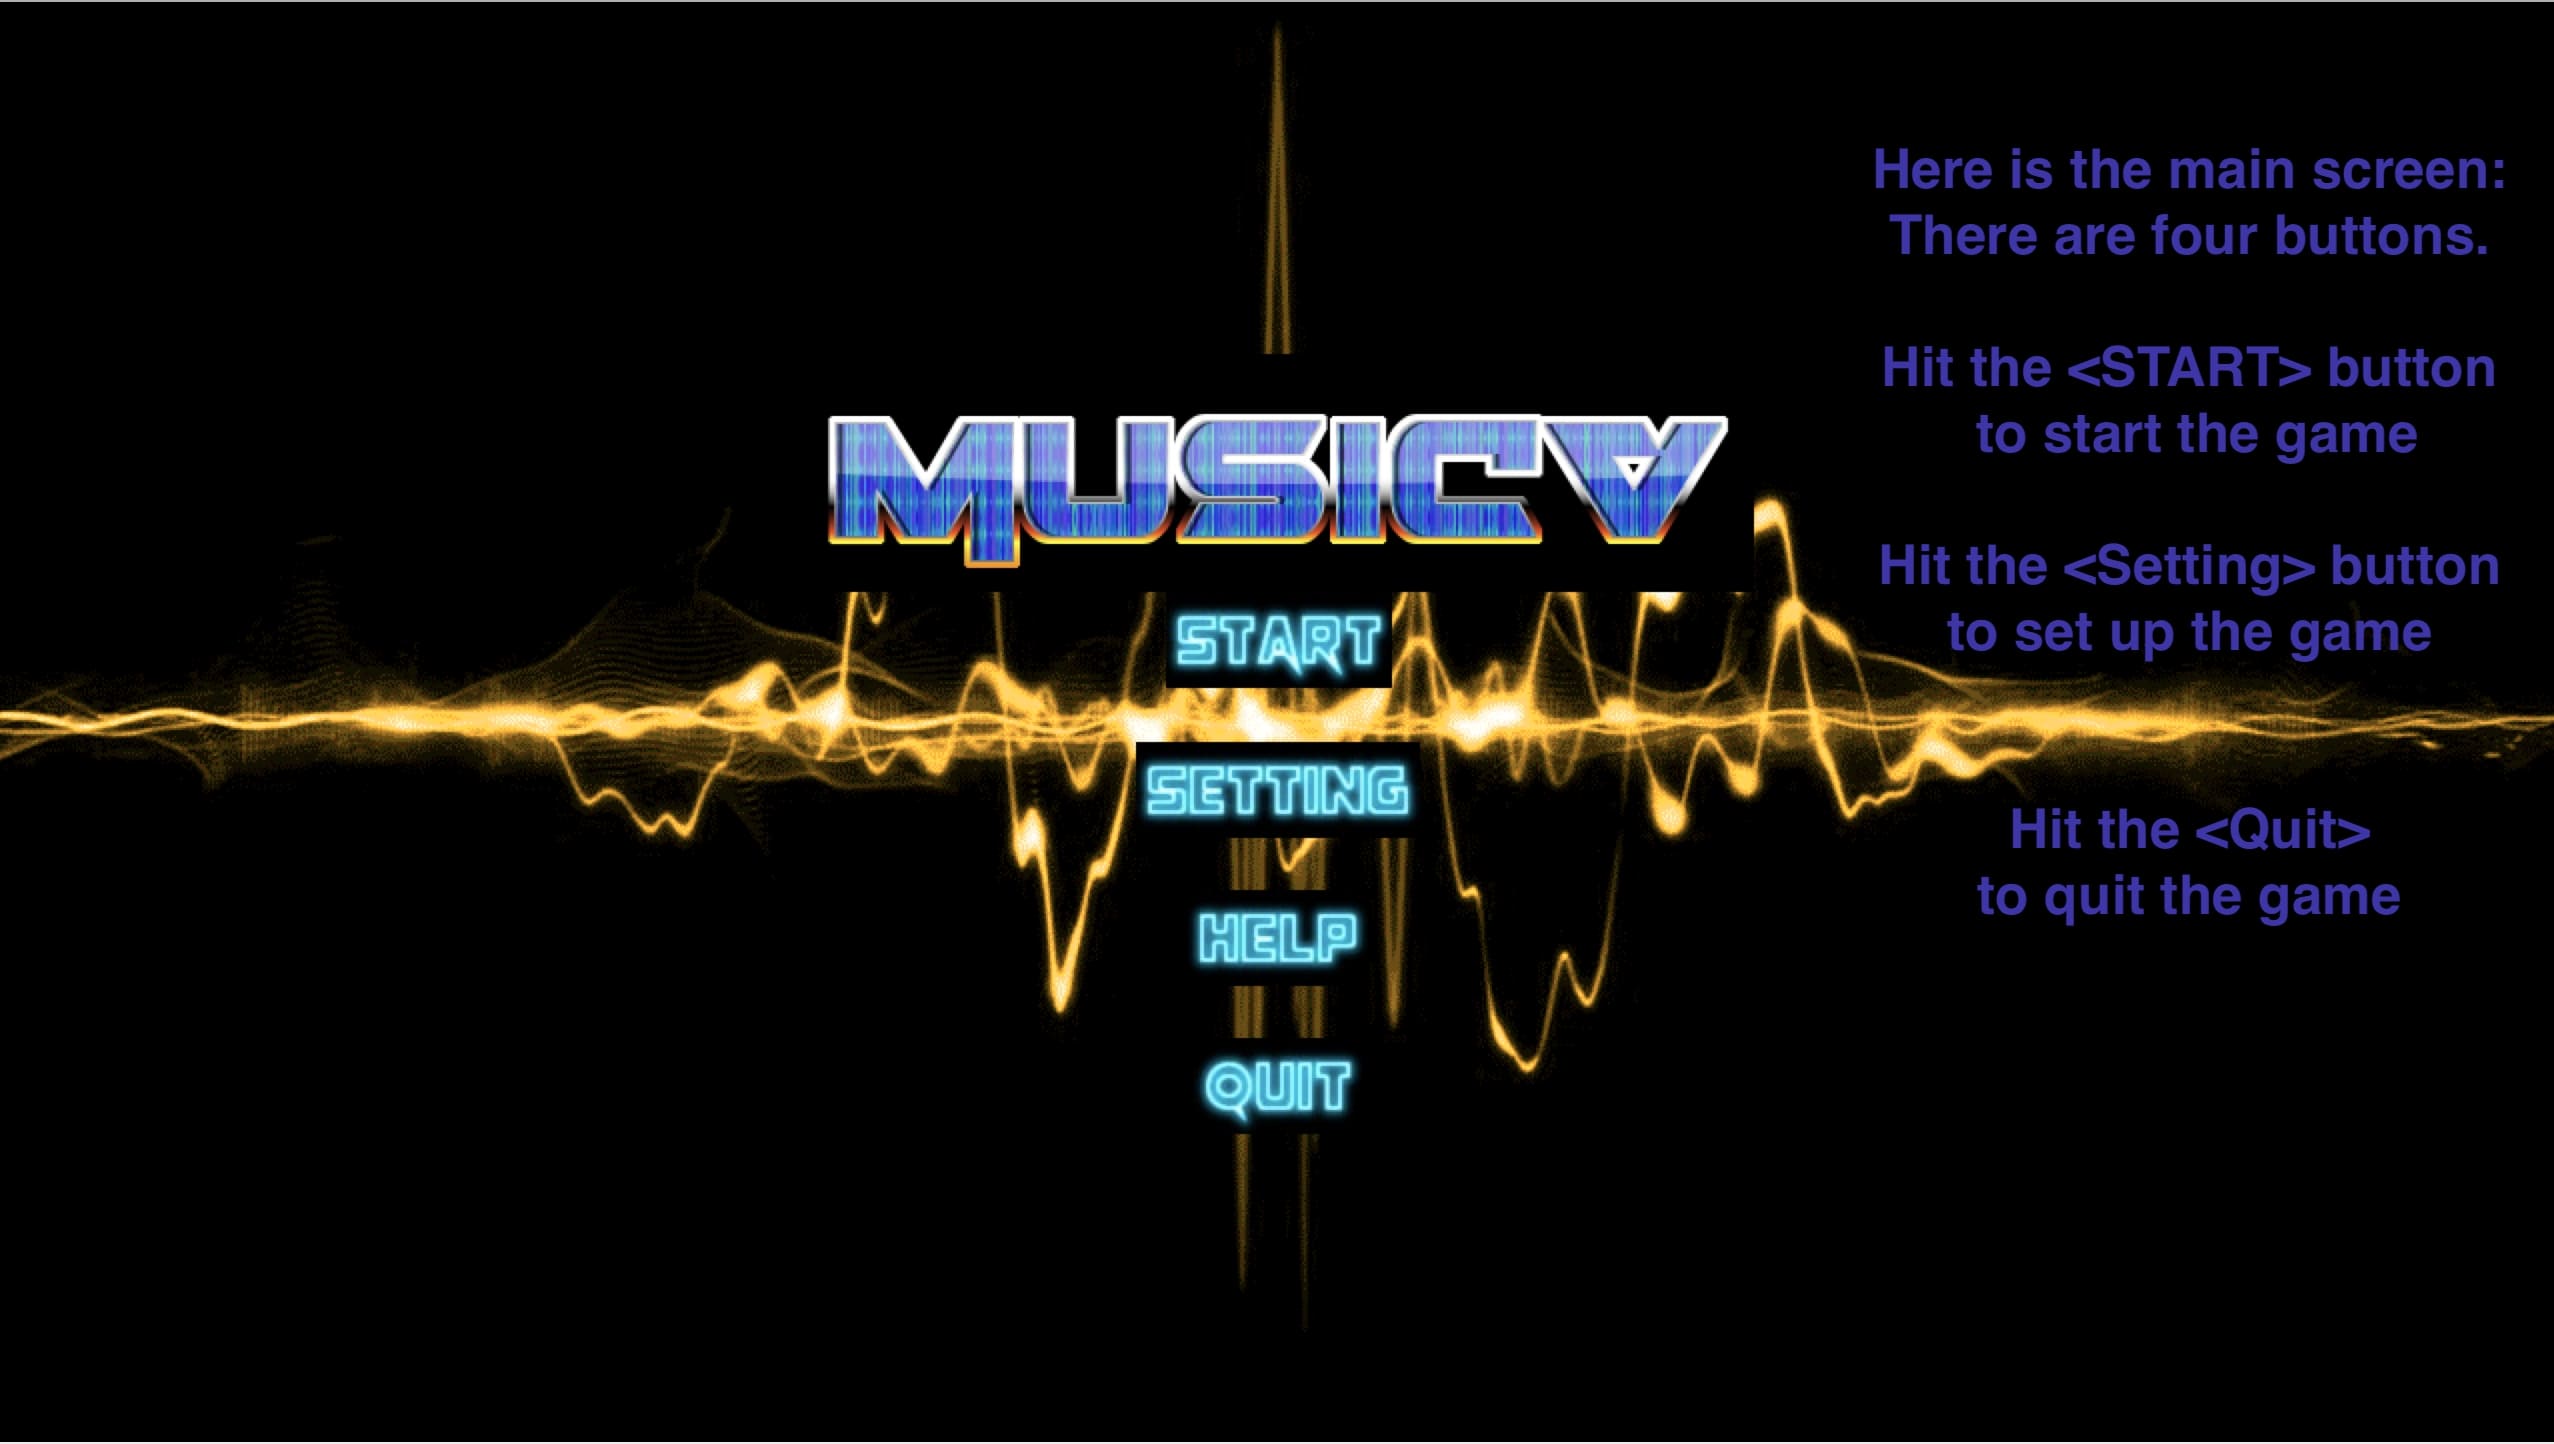 MUSICA
START
SETTING
HELP
QUIT
Here is the main screen:
There are four buttons.
Hit the <START> button
to start the game
Hit the <Setting> button
to set up the game
Hit the <Quit>
to quit the game